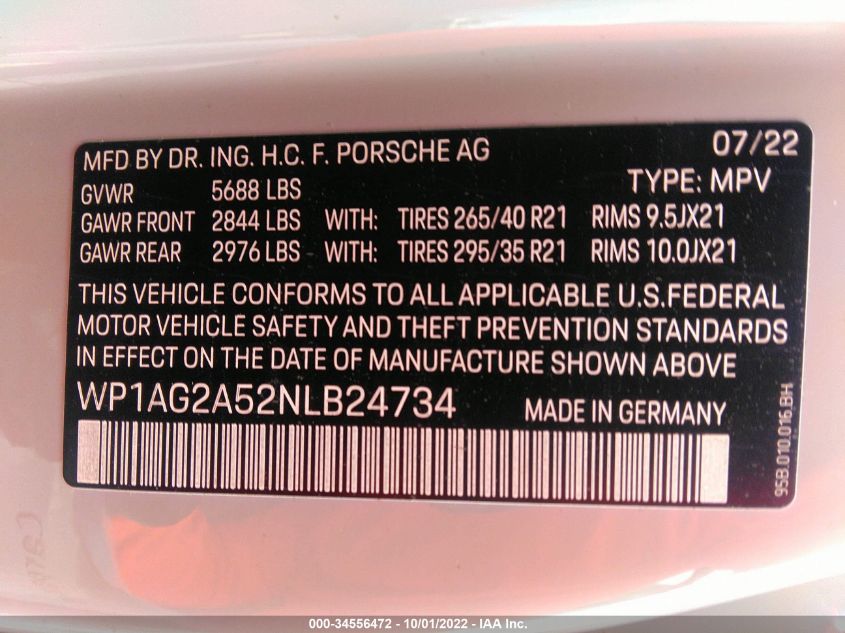 MFD BY DR. ING. H.C. F. PORSCHE AG 07/22
GVWR 5688 LBS TYPE: MPV
GAWR FRONT 2844 LBS WITH: TIRES 265/40 R21 RIMS 9.5JX21
GAWR REAR 2976 LBS WITH: TIRES 295/35 R21 RIMS 10.0JX21
THIS VEHICLE CONFORMS TO ALL APPLICABLE U.S.FEDERAL
MOTOR VEHICLE SAFETY AND THEFT PREVENTION STANDARDS
IN EFFECT ON THE DATE OF MANUFACTURE SHOWN ABOVE
WP1AG2A52NLB24734 MADE IN GERMANY
95B.010.016.BH
000-34556472 - 10/01/2022 - IAA Inc.